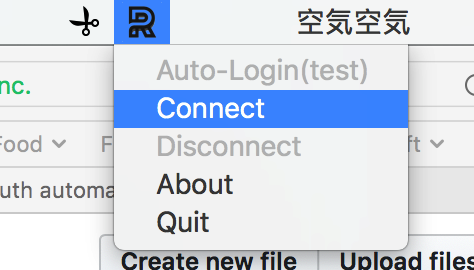 空気空気
Auto-Login(test)
nc.
Connect
Food
ft
Disconnect
uth automa
About
Quit
Create new file
Upload files